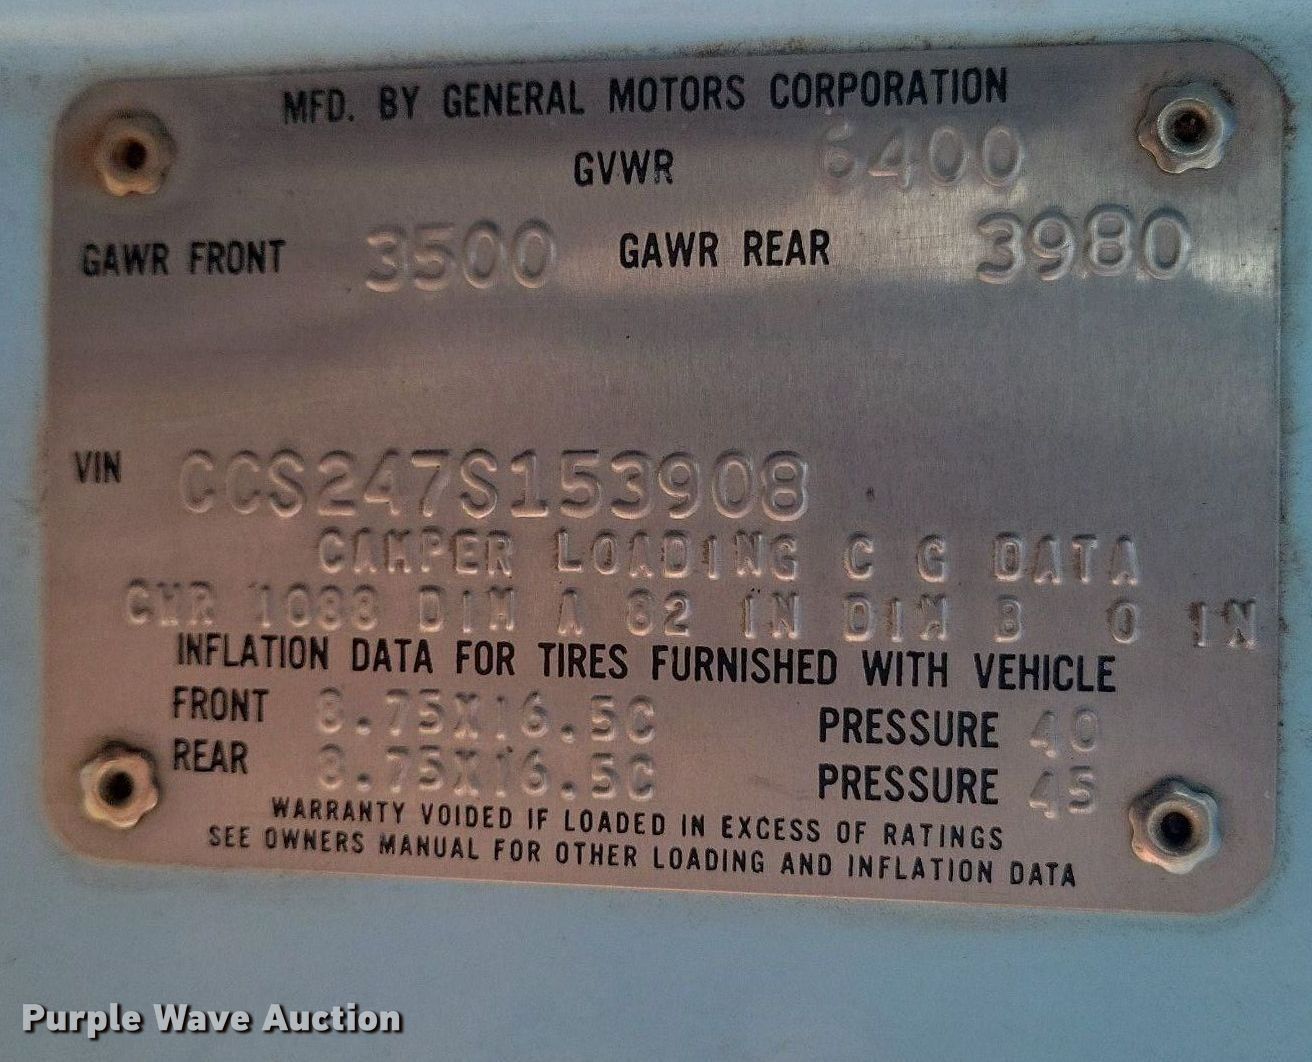 MFD. BY GENERAL MOTORS CORPORATION
GVWR 6400
GAWR FRONT 3500 GAWR REAR 3980
VIN CCS247S153908
CAMPER LOADING C G DATA
CWR 1088 DIM A 82 IN DIM B 0 IN
INFLATION DATA FOR TIRES FURNISHED WITH VEHICLE
FRONT 8.75X16.5C PRESSURE 40
REAR 8.75X16.5C PRESSURE 45
WARRANTY VOIDED IF LOADED IN EXCESS OF RATINGS
SEE OWNERS MANUAL FOR OTHER LOADING AND INFLATION DATA
Purple Wave Auction